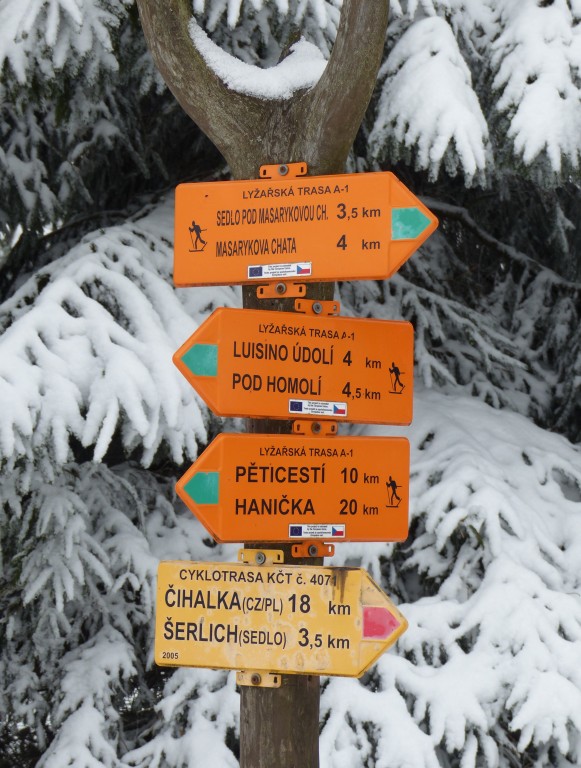 LYŽAŘSKÁ TRASA A-1
SEDLO POD MASARYKOVOU CH. 3,5 km
MASARYKOVA CHATA 4 km
LYŽAŘSKÁ TRASA A-1
LUISINO ÚDOLÍ 4 km
POD HOMOLÍ 4,5 km
LYŽAŘSKÁ TRASA A-1
PĚTICESTÍ 10 km
HANIČKA 20 km
CYKLOTRASA KČT č. 4071
ČIHALKA (CZ/PL) 18 km
ŠERLICH (SEDLO) 3,5 km
2005